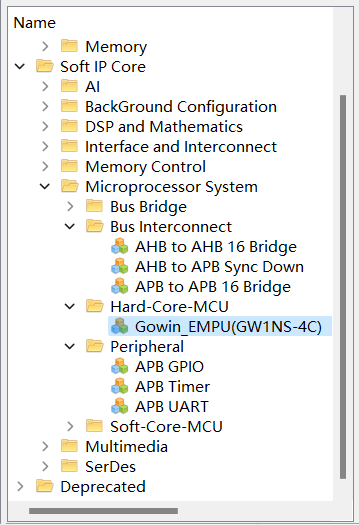 Name
Memory
Soft IP Core
AI
BackGround Configuration
DSP and Mathematics
Interface and Interconnect
Memory Control
Microprocessor System
Bus Bridge
Bus Interconnect
AHB to AHB 16 Bridge
AHB to APB Sync Down
APB to APB 16 Bridge
Hard-Core-MCU
Gowin_EMPU(GW1NS-4C)
Peripheral
APB GPIO
APB Timer
APB UART
Soft-Core-MCU
Multimedia
SerDes
Deprecated